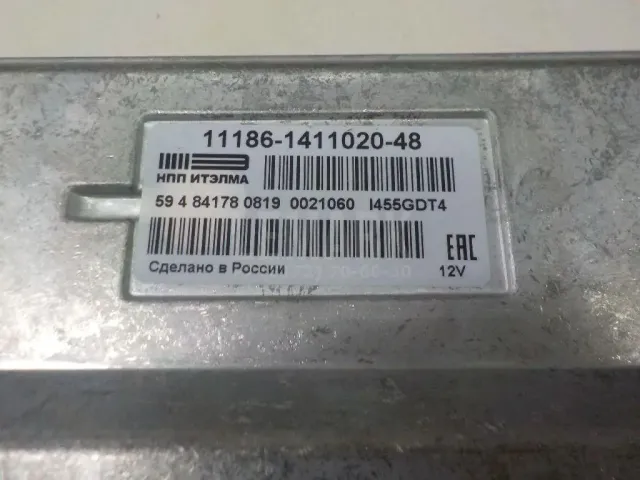 11186-1411020-48
НПП ИТЭЛМА
59 4 84178 0819 0021060 I455GDT4
EAC
Сделано в России
12V